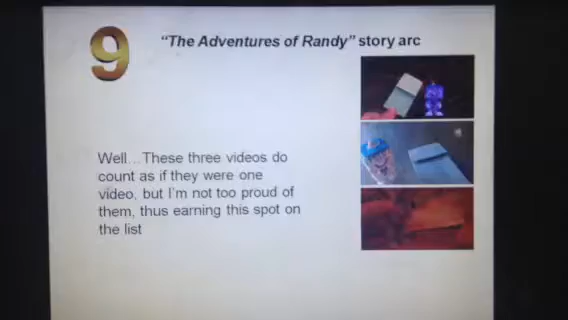 9
"The Adventures of Randy" story arc
Well...These three videos do
count as if they were one
video, but I'm not too proud of
them, thus earning this spot on
the list